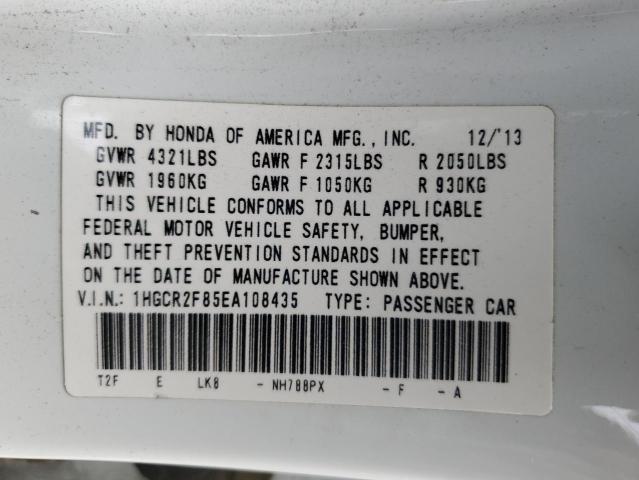 MFD. BY HONDA OF AMERICA MFG., INC. 12/'13
GVWR 4321LBS GAWR F 2315LBS R 2050LBS
GVWR 1960KG GAWR F 1050KG R 930KG
THIS VEHICLE CONFORMS TO ALL APPLICABLE
FEDERAL MOTOR VEHICLE SAFETY, BUMPER,
AND THEFT PREVENTION STANDARDS IN EFFECT
ON THE DATE OF MANUFACTURE SHOWN ABOVE.
V.I.N.: 1HGCR2F85EA108435 TYPE: PASSENGER CAR
T2F E LK8 - NH788PX - F - A